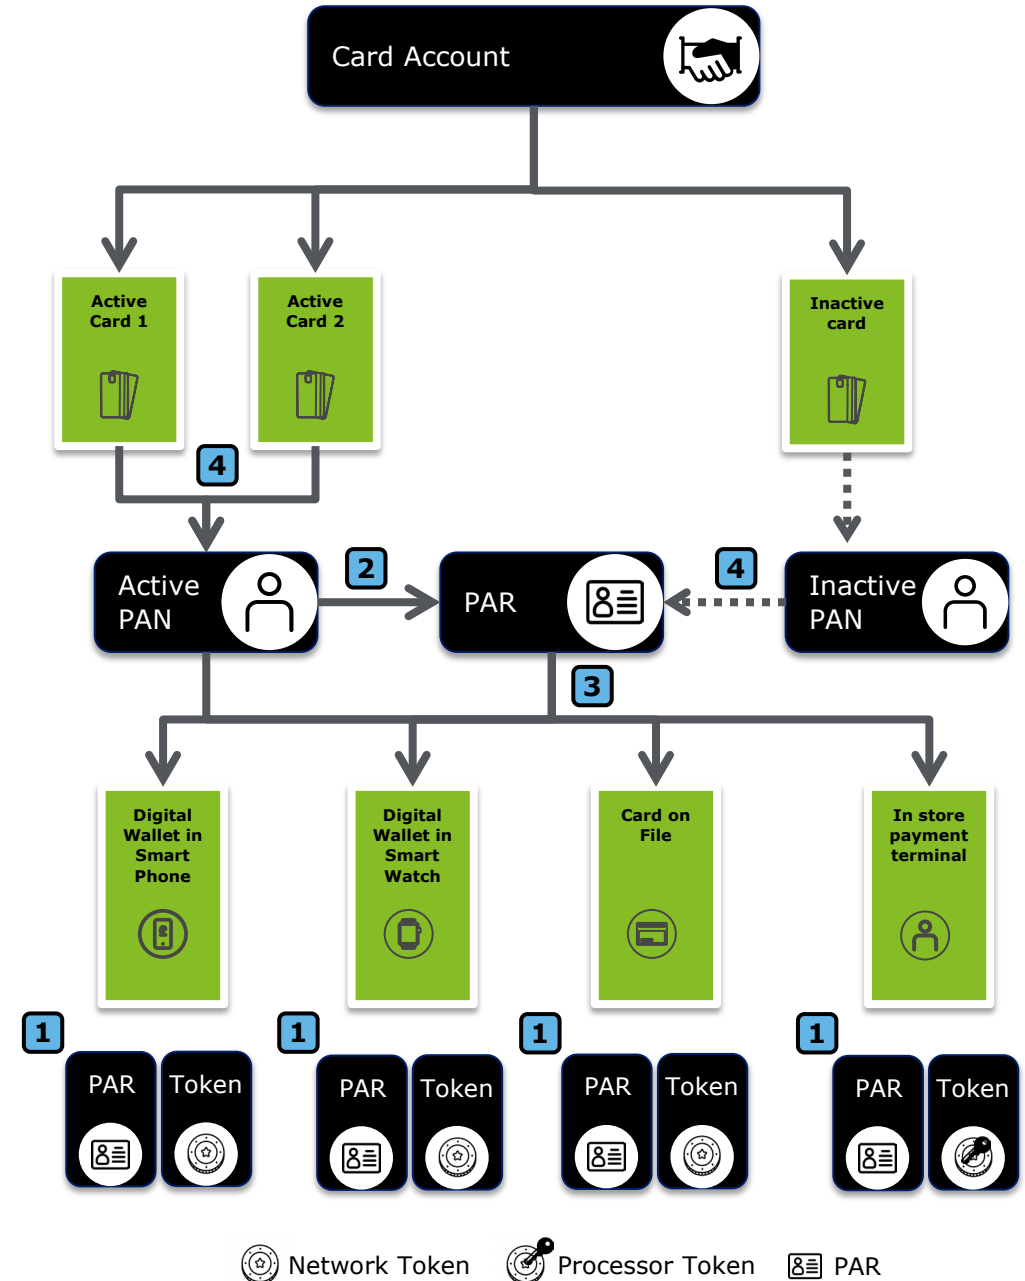 Card Account
Active
Card 1
Active
Card 2
Inactive
card
4
Active
PAN
2
PAR
4
Inactive
PAN
3
Digital
Wallet in
Smart
Phone
Digital
Wallet in
Smart
Watch
Card on
File
In store
payment
terminal
1
1
1
1
PAR
Token
PAR
Token
PAR
Token
PAR
Token
Network Token
Processor Token
PAR